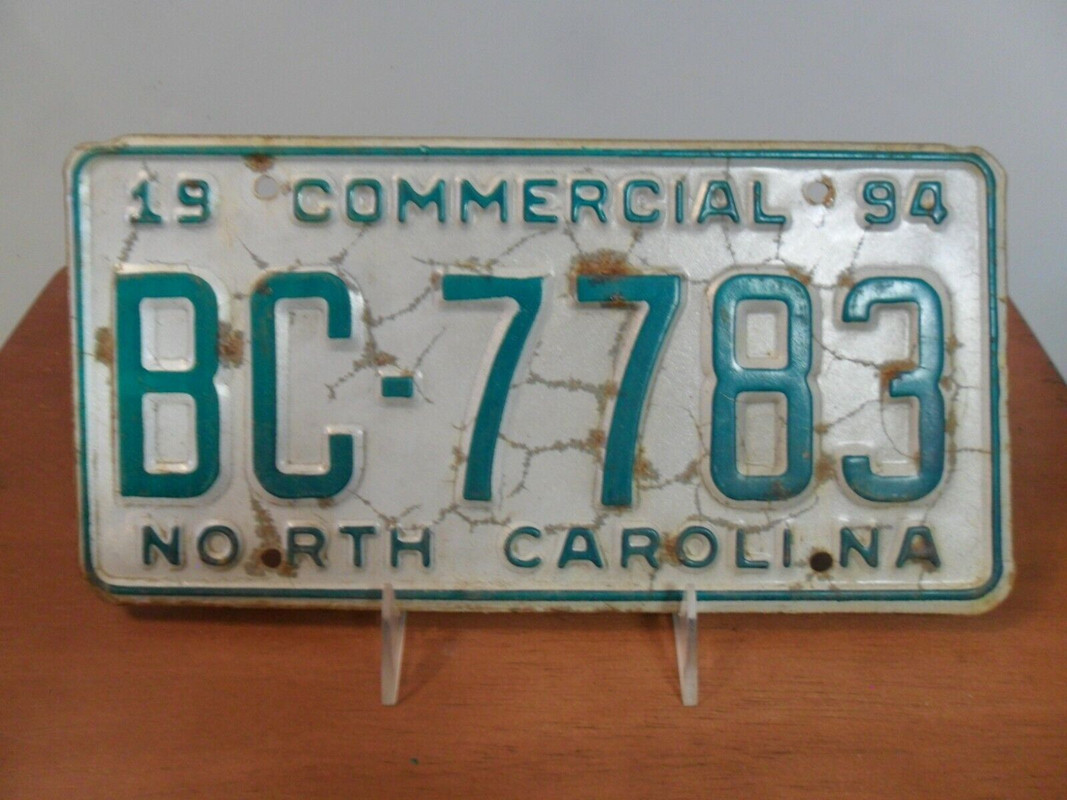 19 COMMERCIAL 94
BC-7783
NORTH CAROLINA